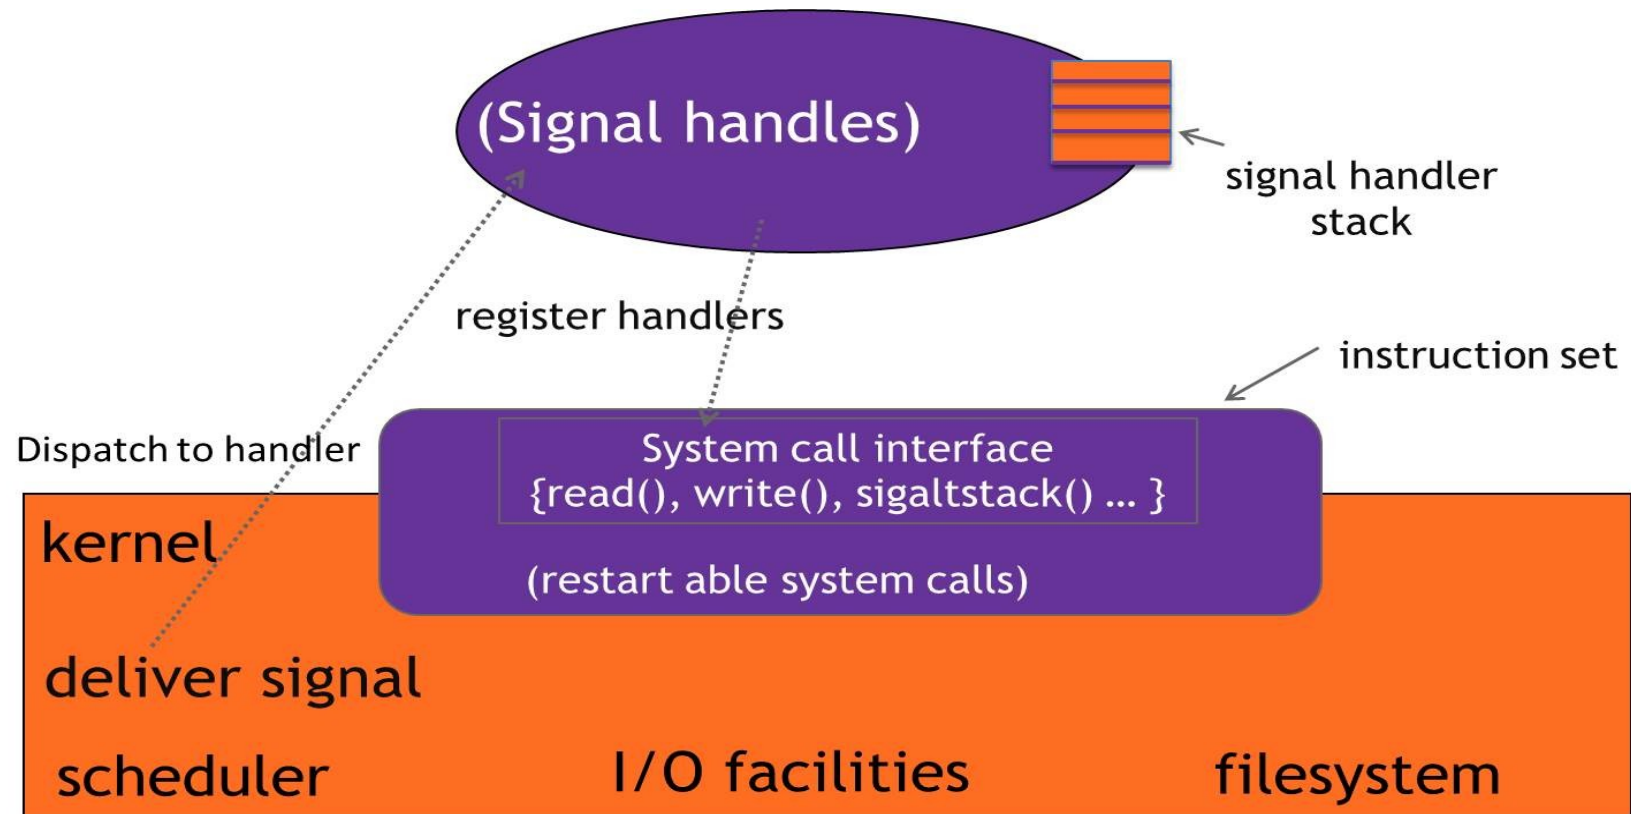 (Signal handles)
signal handler
stack
register handlers
instruction set
Dispatch to handler
System call interface
{read(), write(), sigaltstack() ... }
(restart able system calls)
kernel
deliver signal
scheduler
I/O facilities
filesystem